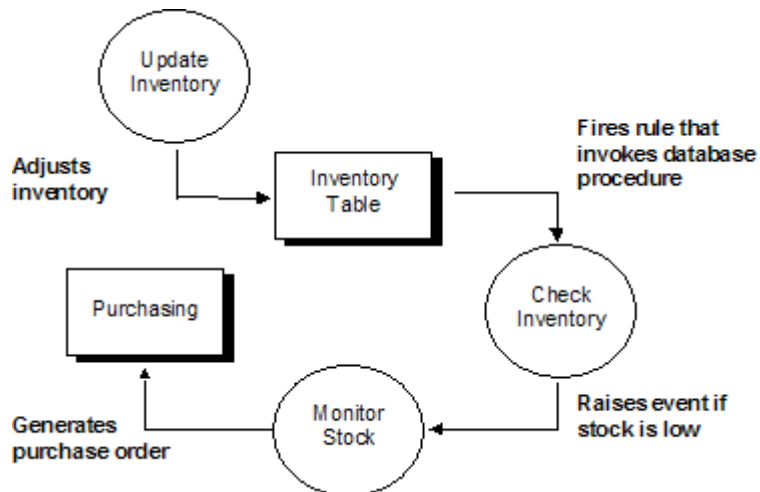 Update
Inventory
Adjusts
inventory
Inventory
Table
Fires rule that
invokes database
procedure
Check
Inventory
Raises event if
stock is low
Monitor
Stock
Generates
purchase order
Purchasing